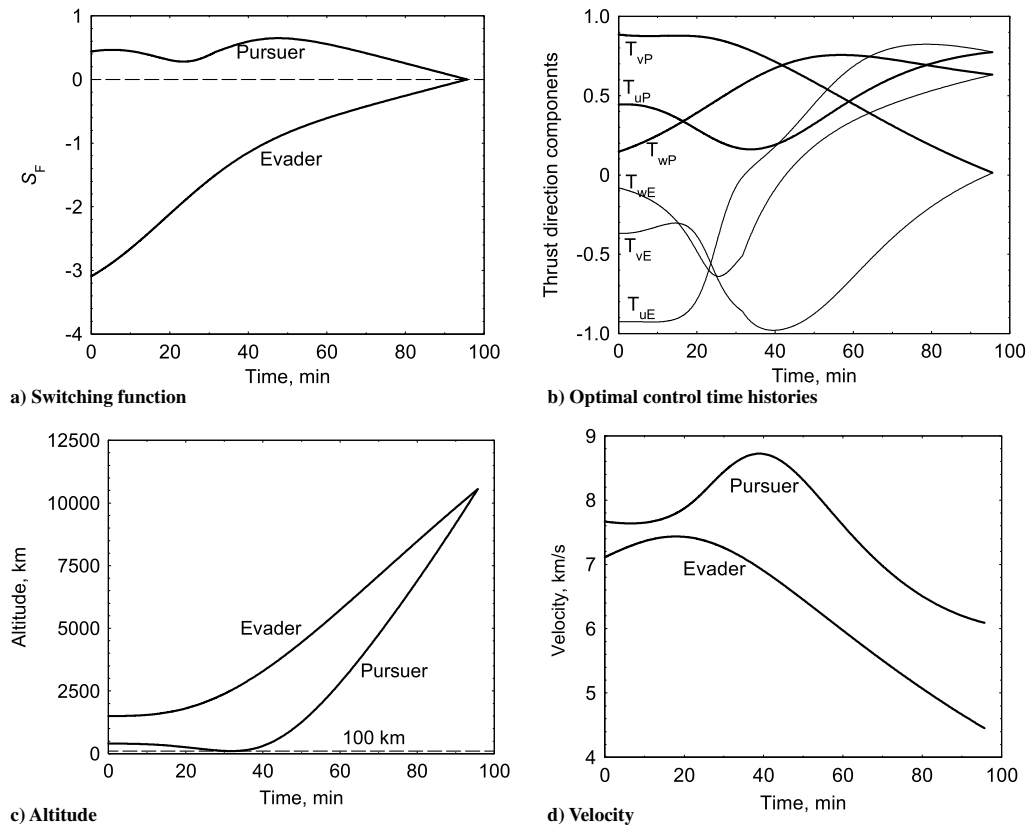 1
0
-1
-2
-3
-4
S_F
Pursuer
Evader
0 20 40 60 80 100
Time, min
a) Switching function
1.0
0.5
0
-0.5
-1.0
Thrust direction components
T_vP
T_uP
T_wP
T_wE
T_vE
T_uE
0 20 40 60 80 100
Time, min
b) Optimal control time histories
12500
10000
7500
5000
2500
0
Altitude, km
Evader
Pursuer
100 km
0 20 40 60 80 100
Time, min
c) Altitude
9
8
7
6
5
4
Velocity, km/s
Pursuer
Evader
0 20 40 60 80 100
Time, min
d) Velocity